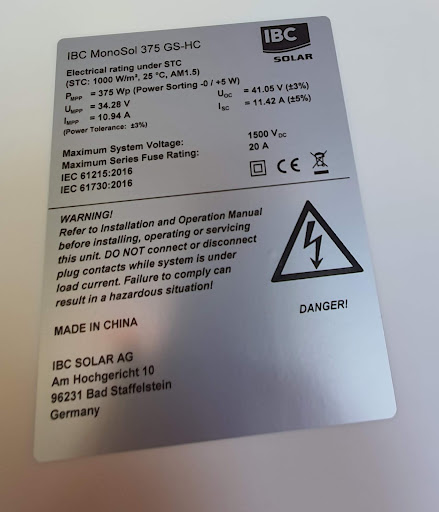 IBC MonoSol 375 GS-HC
IBC
SOLAR
Electrical rating under STC
(STC: 1000 W/m², 25 °C, AM1.5)
PMPP = 375 Wp (Power Sorting -0 / +5 W)
UMPP = 34.28 V
UOC = 41.05 V (±3%)
IMPP = 10.94 A
ISC = 11.42 A (±5%)
(Power Tolerance: ±3%)
Maximum System Voltage: 1500 VDC
Maximum Series Fuse Rating: 20 A
IEC 61215:2016
IEC 61730:2016
CE
WARNING!
Refer to Installation and Operation Manual
before installing, operating or servicing
this unit. DO NOT connect or disconnect
plug contacts while system is under
load current. Failure to comply can
result in a hazardous situation!
DANGER!
MADE IN CHINA
IBC SOLAR AG
Am Hochgericht 10
96231 Bad Staffelstein
Germany